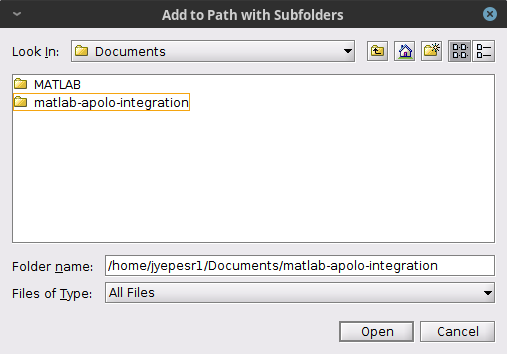 Add to Path with Subfolders
Look In: Documents
MATLAB
matlab-apolo-integration
Folder name: /home/jyepesr1/Documents/matlab-apolo-integration
Files of Type: All Files
Open Cancel